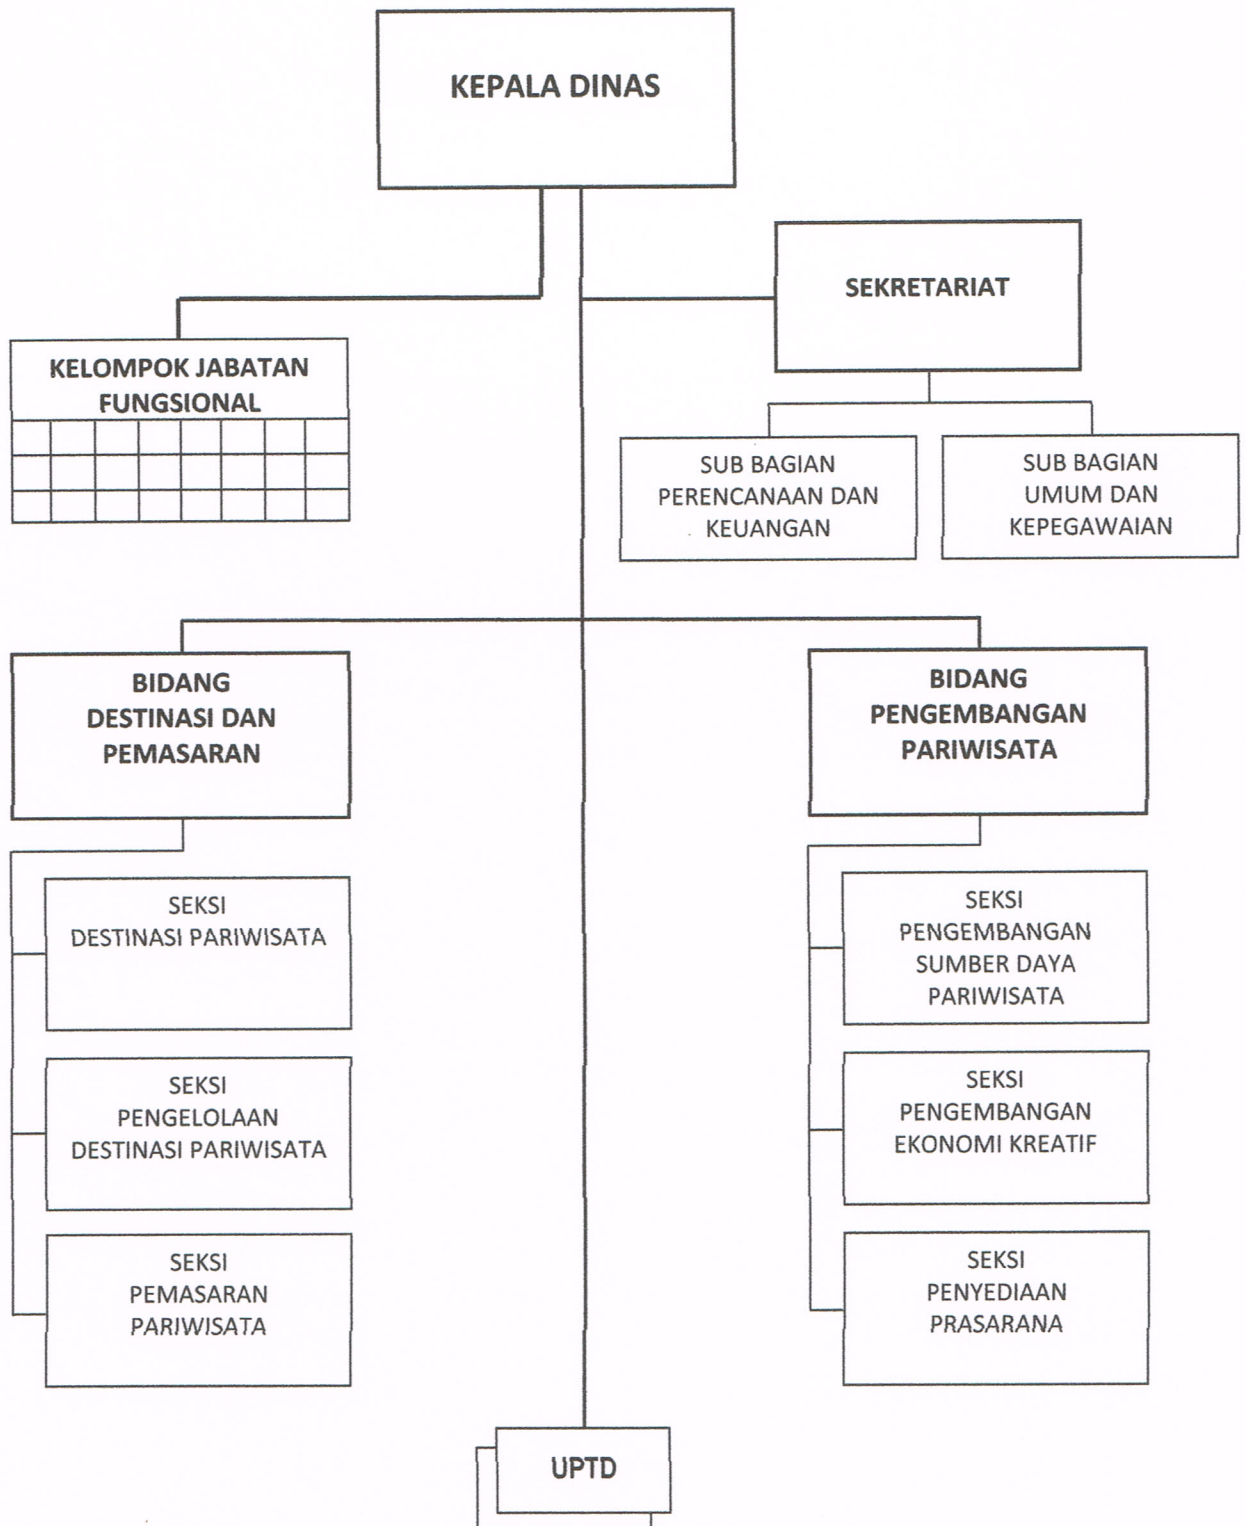 KEPALA DINAS
SEKRETARIAT
KELOMPOK JABATAN
FUNGSIONAL
SUB BAGIAN
PERENCANAAN DAN
KEUANGAN
SUB BAGIAN
UMUM DAN
KEPEGAWAIAN
BIDANG
DESTINASI DAN
PEMASARAN
BIDANG
PENGEMBANGAN
PARIWISATA
SEKSI
DESTINASI PARIWISATA
SEKSI
PENGELOLAAN
DESTINASI PARIWISATA
SEKSI
PEMASARAN
PARIWISATA
SEKSI
PENGEMBANGAN
SUMBER DAYA
PARIWISATA
SEKSI
PENGEMBANGAN
EKONOMI KREATIF
SEKSI
PENYEDIAAN
PRASARANA
UPTD